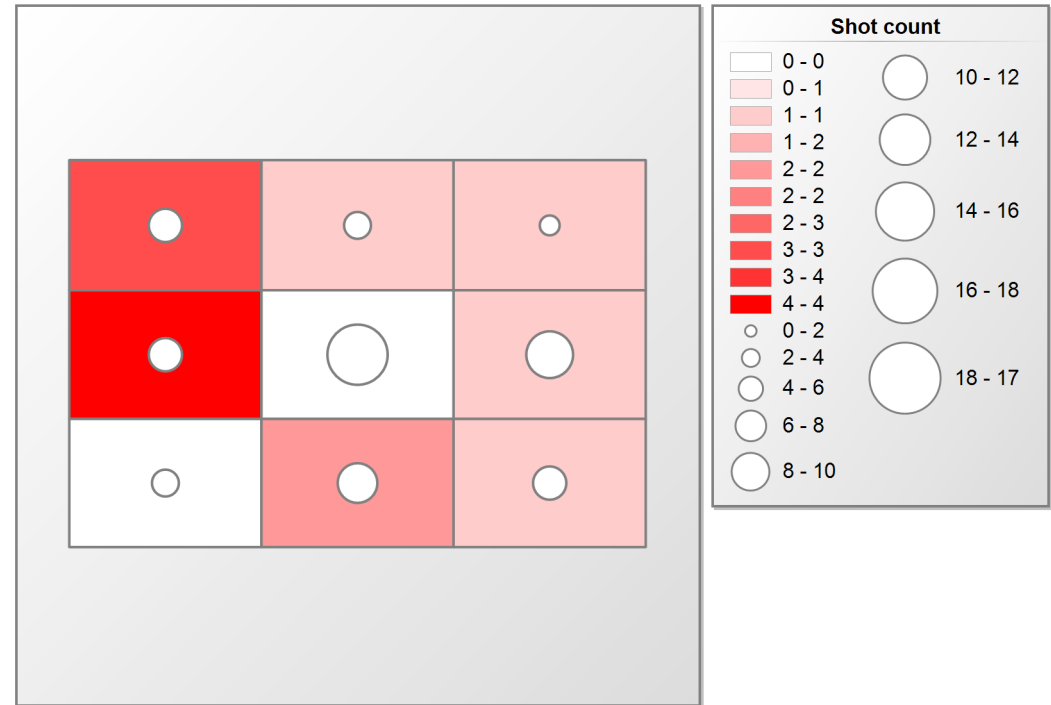 Shot count
0 - 0
0 - 1
1 - 1
1 - 2
2 - 2
2 - 2
2 - 3
3 - 3
3 - 4
4 - 4
0 - 2
2 - 4
4 - 6
6 - 8
8 - 10
10 - 12
12 - 14
14 - 16
16 - 18
18 - 17